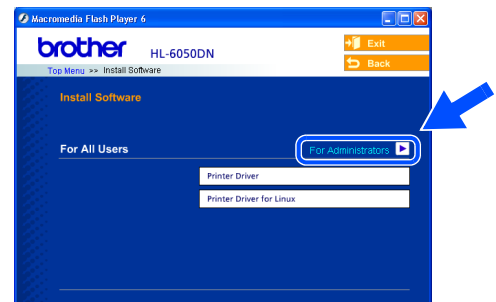 Macromedia Flash Player 6
brother HL-6050DN
Exit
Back
Top Menu >> Install Software
Install Software
For All Users
For Administrators
Printer Driver
Printer Driver for Linux